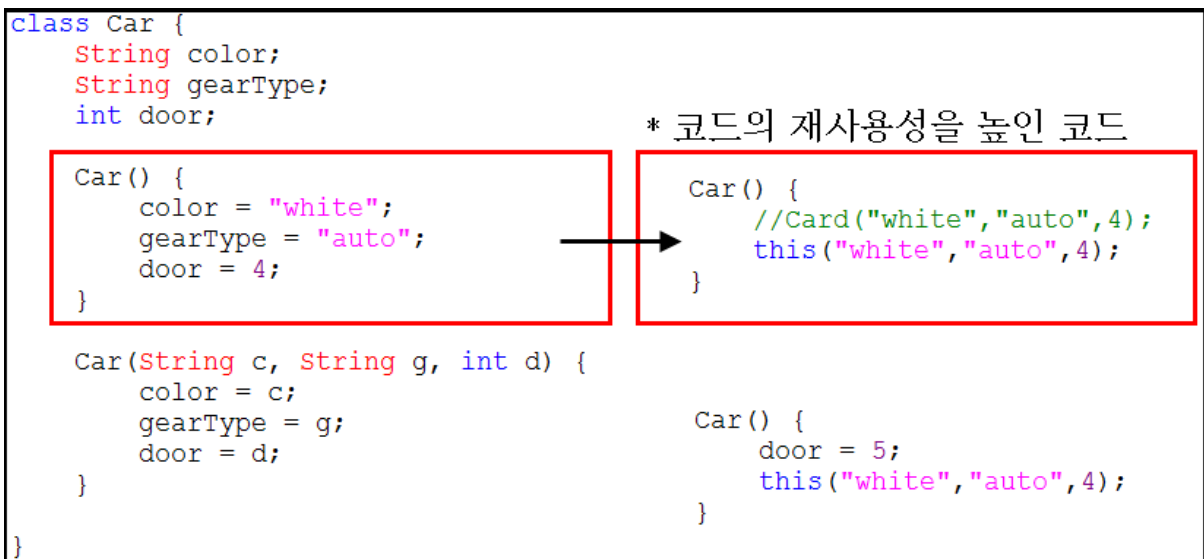 class Car {
String color;
String gearType;
int door;
Car() {
color = "white";
gearType = "auto";
door = 4;
}
Car(String c, String g, int d) {
color = c;
gearType = g;
door = d;
}
}
* 코드의 재사용성을 높인 코드
Car() {
//Card("white","auto",4);
this("white","auto",4);
}
Car() {
door = 5;
this("white","auto",4);
}